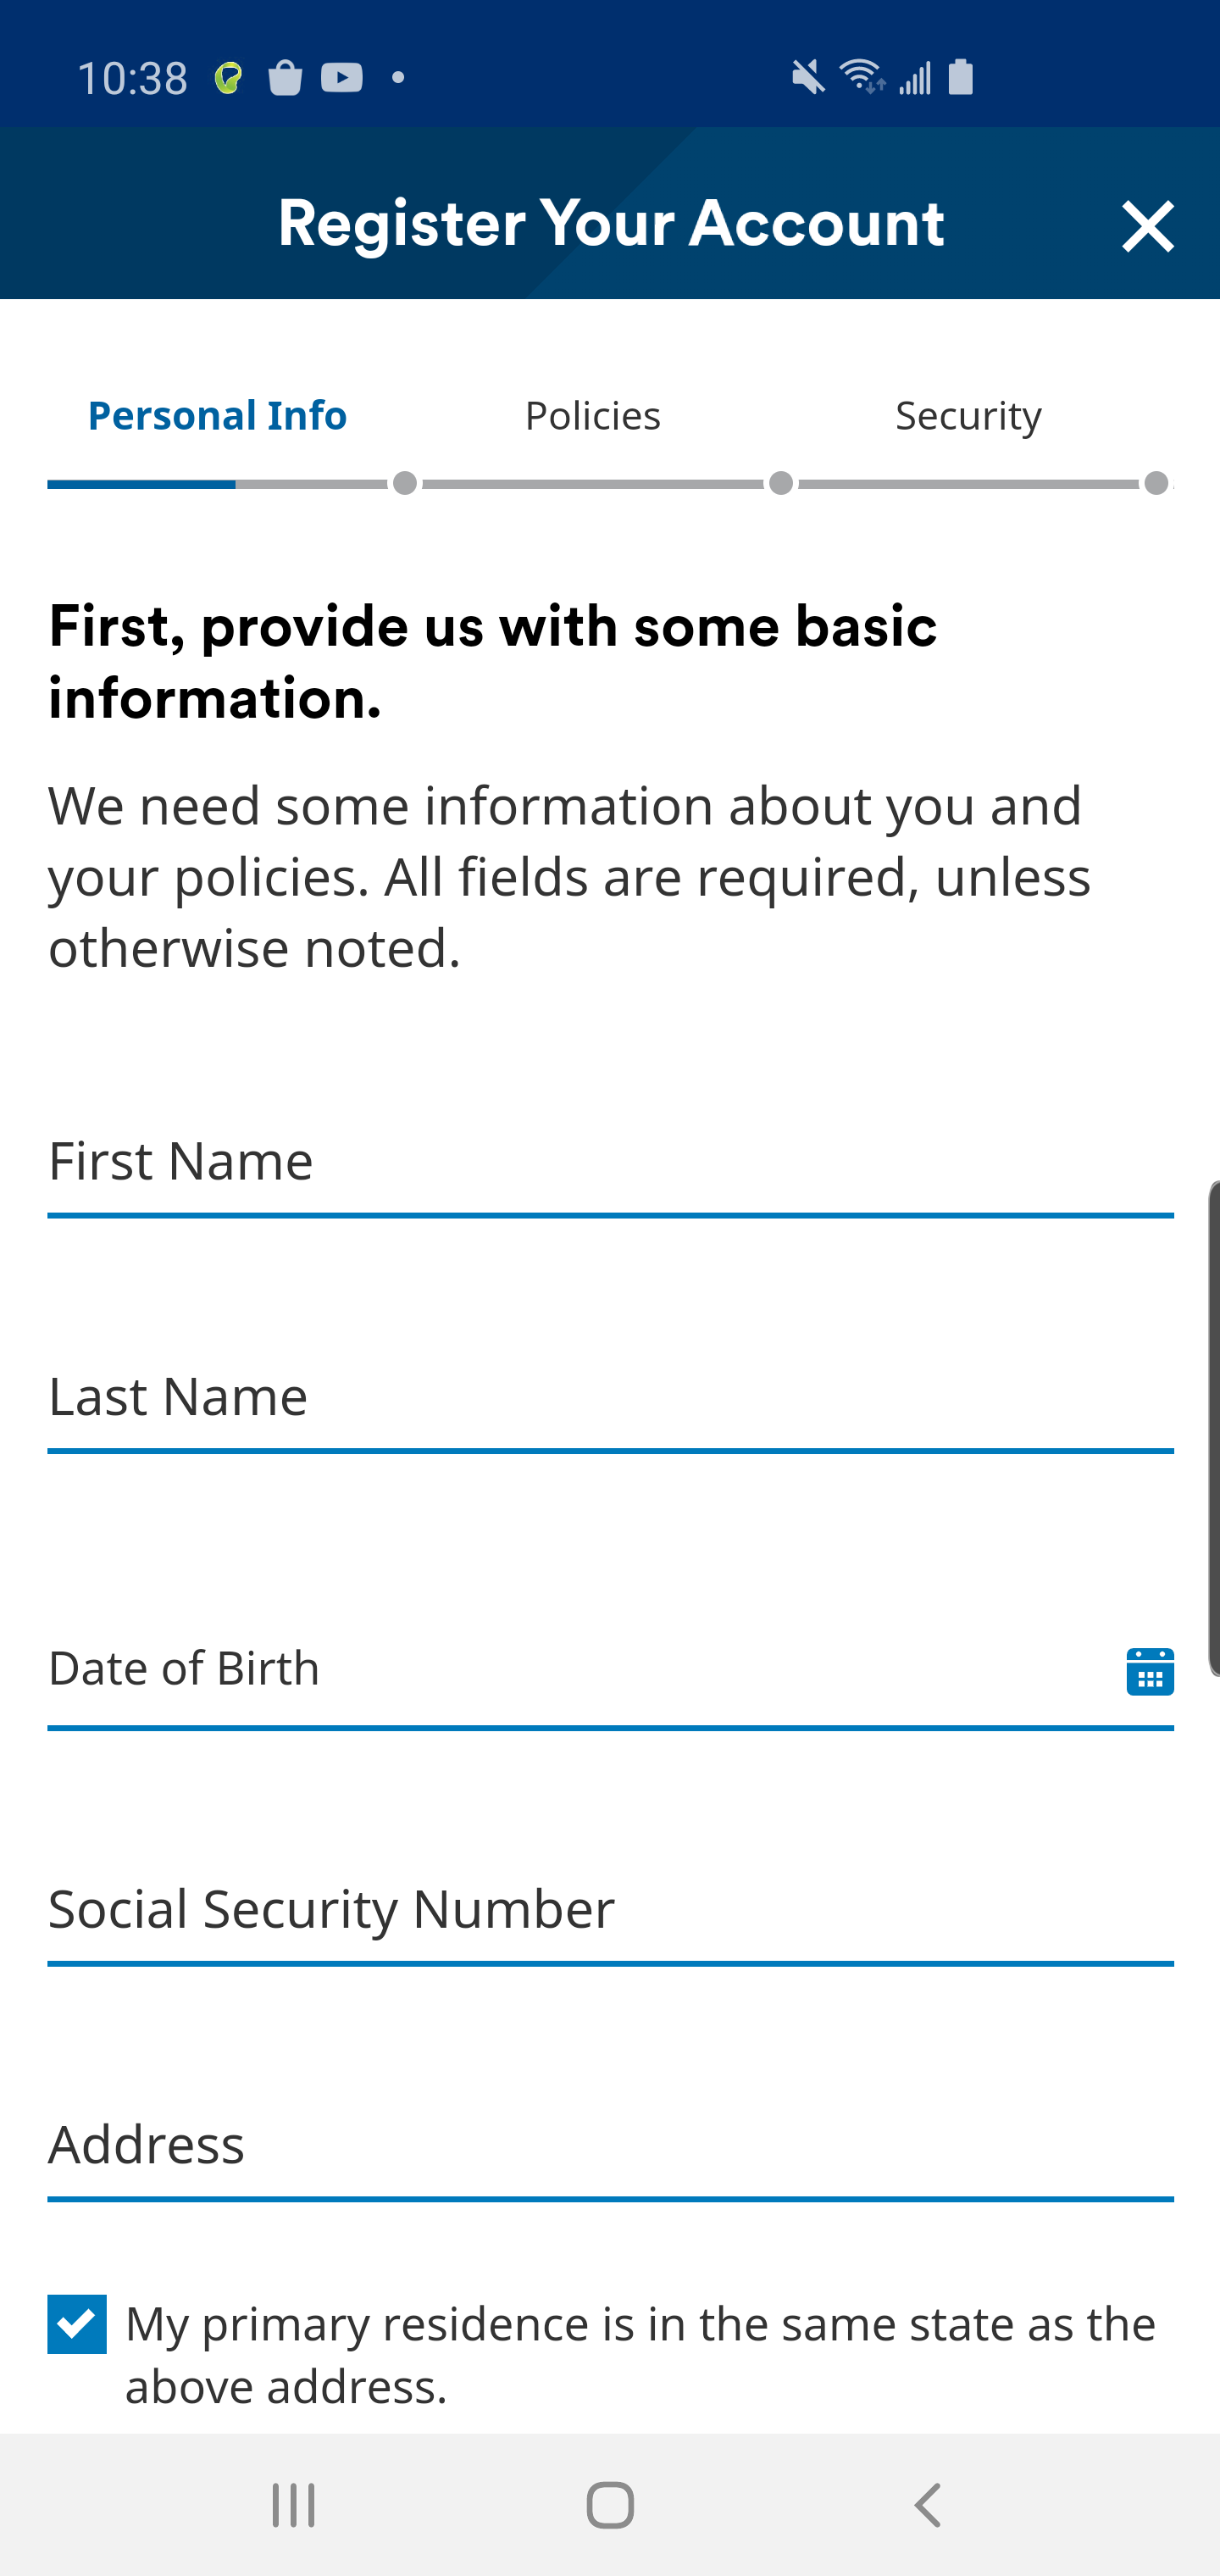 10:38
Register Your Account
Personal Info Policies Security
First, provide us with some basic
information.
We need some information about you and
your policies. All fields are required, unless
otherwise noted.
First Name
Last Name
Date of Birth
Social Security Number
Address
My primary residence is in the same state as the
above address.